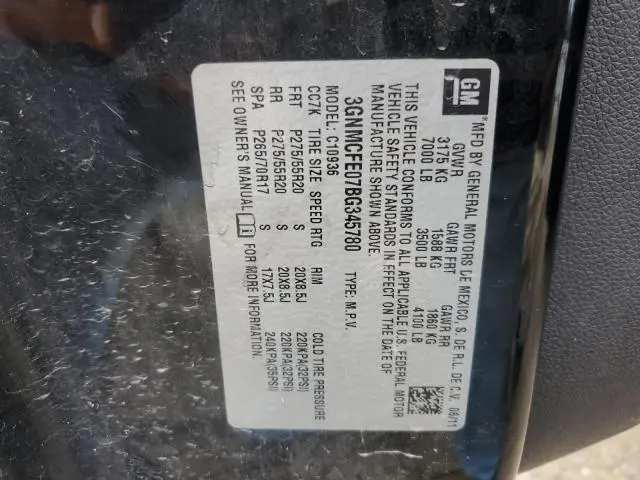 GM
®MFD BY GENERAL MOTORS DE MEXICO, S. DE R.L. DE C.V. 06/11
GVWR GAWR FRT GAWR RR
3175 KG 1588 KG 1860 KG
7000 LB 3500 LB 4100 LB
THIS VEHICLE CONFORMS TO ALL APPLICABLE U.S. FEDERAL MOTOR
VEHICLE SAFETY STANDARDS IN EFFECT ON THE DATE OF
MANUFACTURE SHOWN ABOVE.
3GNMCFE07BG345780 TYPE: M.P.V.
MODEL: C10936
CC7K TIRE SIZE SPEED RTG RIM COLD TIRE PRESSURE
FRT P275/55R20 S 20X8.5J 220KPA(32PSI)
RR P275/55R20 S 20X8.5J 220KPA(32PSI)
SPA P265/70R17 S 17X7.5J 240KPA(35PSI)
SEE OWNER'S MANUAL FOR MORE INFORMATION.